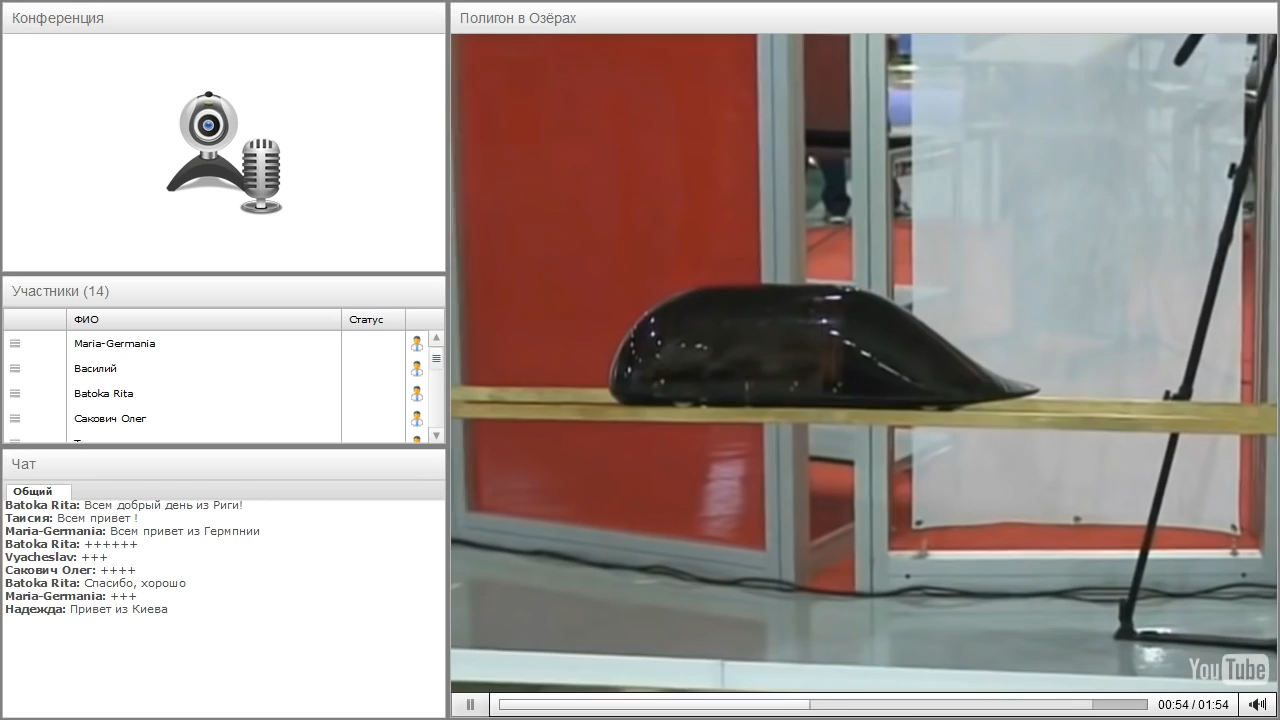 Конференция
Полигон в Озёрах
Участники (14)
ФИО Статус
Maria-Germania
Василий
Batoka Rita
Сакович Олег
Чат
Общий
Batoka Rita: Всем добрый день из Риги!
Таисия: Всем привет !
Maria-Germania: Всем привет из Гермпнии
Batoka Rita: ++++++
Vyacheslav: +++
Сакович Олег: ++++
Batoka Rita: Спасибо, хорошо
Maria-Germania: +++
Надежда: Привет из Киева
YouTube
00:54 / 01:54